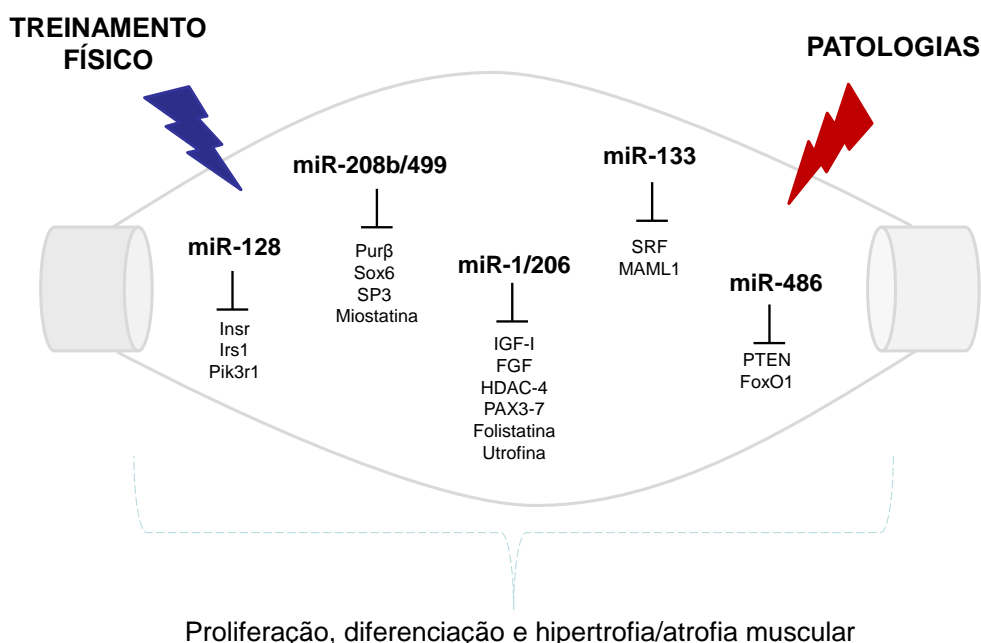 TREINAMENTO
FÍSICO
PATOLOGIAS
miR-208b/499
Purβ
Sox6
SP3
Miostatina
miR-133
SRF
MAML1
miR-128
Insr
Irs1
Pik3r1
miR-1/206
IGF-I
FGF
HDAC-4
PAX3-7
Folistatina
Utrofina
miR-486
PTEN
FoxO1
Proliferação, diferenciação e hipertrofia/atrofia muscular